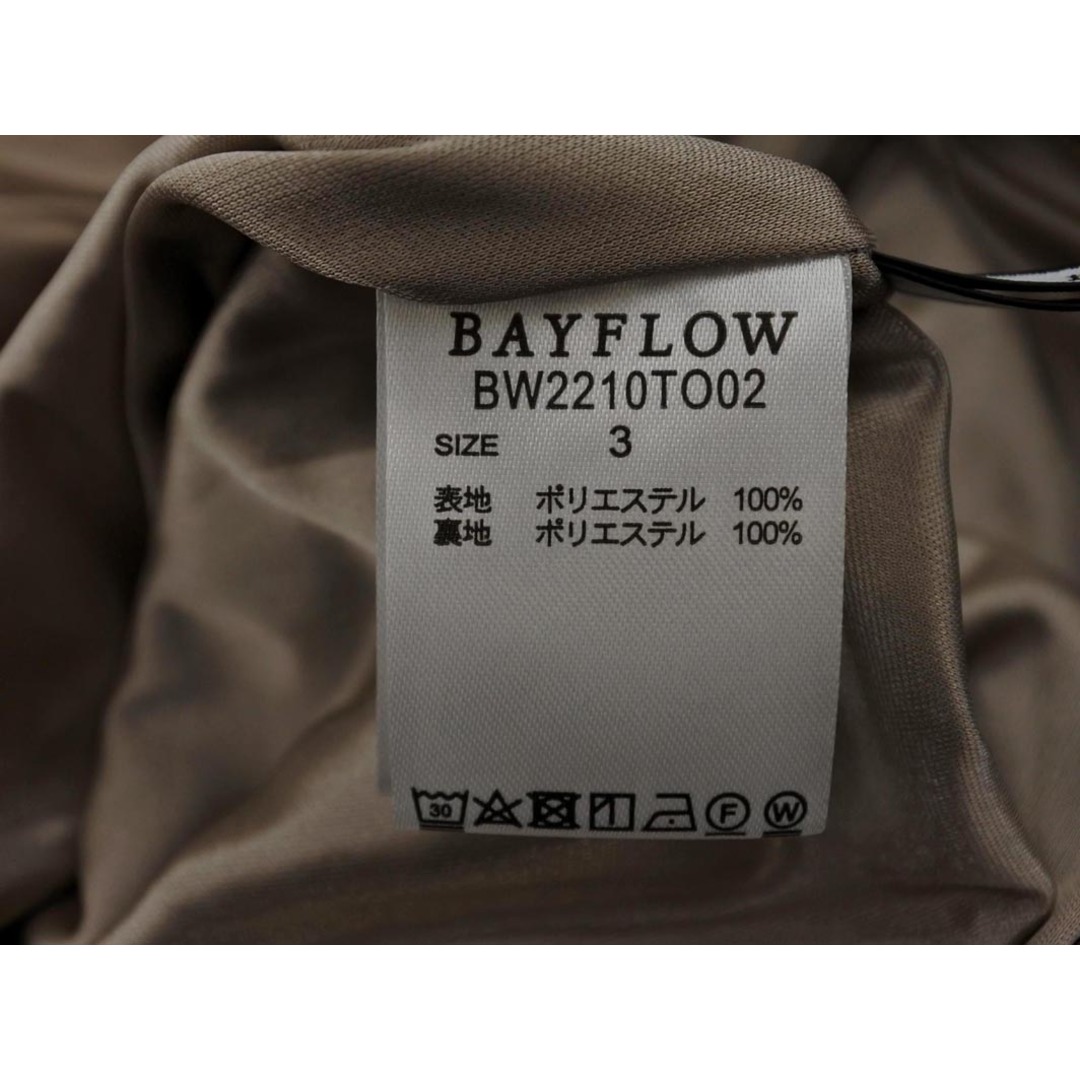 BAYFLOW
BW2210TO02
SIZE 3
表地 ポリエステル 100%
裏地 ポリエステル 100%
30 F W